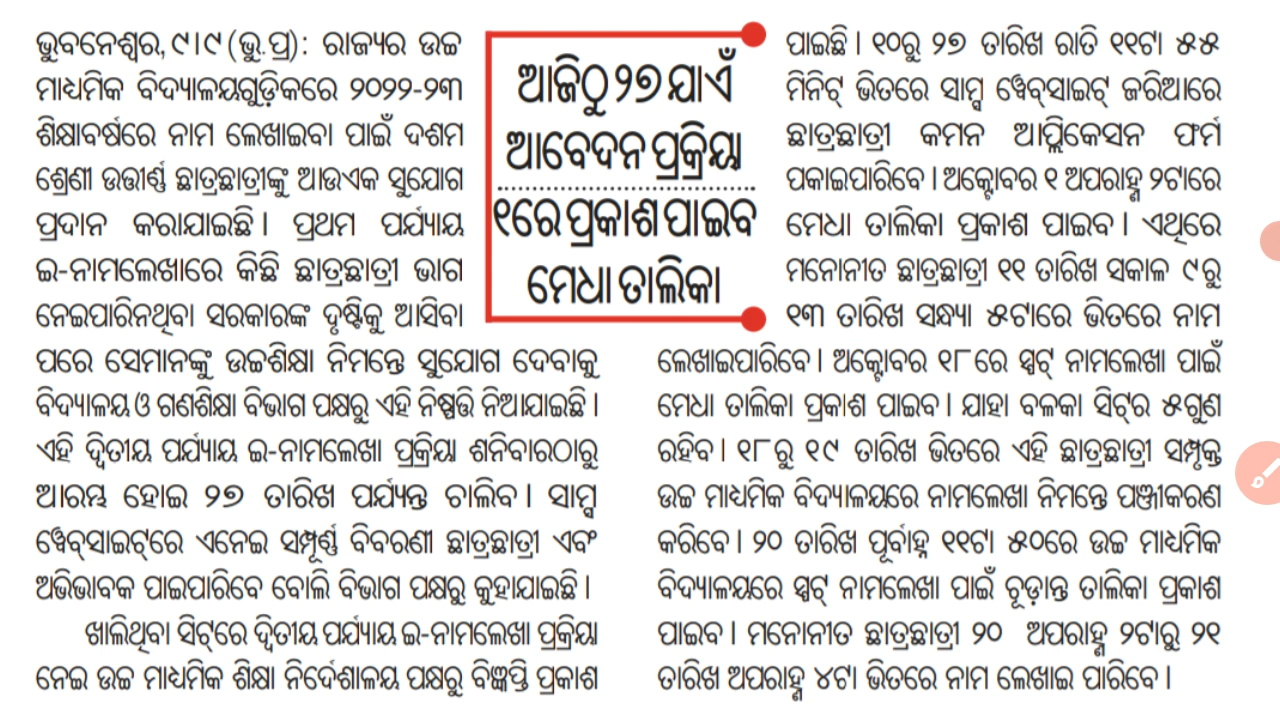 ଭୁବନେଶ୍ୱର, ୯।୯ (ଭୁ.ପ୍ର): ରାଜ୍ୟର ଉଚ୍ଚ
ମାଧ୍ୟମିକ ବିଦ୍ୟାଳୟଗୁଡ଼ିକରେ ୨୦୨୨-୨୩
ଶିକ୍ଷାବର୍ଷରେ ନାମ ଲେଖାଇବା ପାଇଁ ଦଶମ
ଶ୍ରେଣୀ ଉତ୍ତୀର୍ଣ୍ଣ ଛାତ୍ରଛାତ୍ରୀଙ୍କୁ ଆଉଏକ ସୁଯୋଗ
ପ୍ରଦାନ କରାଯାଇଛି। ପ୍ରଥମ ପର୍ଯ୍ୟାୟ
ଇ-ନାମଲେଖାରେ କିଛି ଛାତ୍ରଛାତ୍ରୀ ଭାଗ
ନେଇପାରିନଥିବା ସରକାରଙ୍କ ଦୃଷ୍ଟିକୁ ଆସିବା
ପରେ ସେମାନଙ୍କୁ ଉଚ୍ଚଶିକ୍ଷା ନିମନ୍ତେ ସୁଯୋଗ ଦେବାକୁ
ବିଦ୍ୟାଳୟ ଓ ଗଣଶିକ୍ଷା ବିଭାଗ ପକ୍ଷରୁ ଏହି ନିଷ୍ପତ୍ତି ନିଆଯାଇଛି।
ଏହି ଦ୍ୱିତୀୟ ପର୍ଯ୍ୟାୟ ଇ-ନାମଲେଖା ପ୍ରକ୍ରିୟା ଶନିବାରଠାରୁ
ଆରମ୍ଭ ହୋଇ ୨୭ ତାରିଖ ପର୍ଯ୍ୟନ୍ତ ଚାଲିବ। ସାମ୍ସ
ୱେବ୍‌ସାଇଟ୍‌ରେ ଏନେଇ ସମ୍ପୂର୍ଣ୍ଣ ବିବରଣୀ ଛାତ୍ରଛାତ୍ରୀ ଏବଂ
ଅଭିଭାବକ ପାଇପାରିବେ ବୋଲି ବିଭାଗ ପକ୍ଷରୁ କୁହାଯାଇଛି।
ଖାଲିଥିବା ସିଟ୍‌ରେ ଦ୍ୱିତୀୟ ପର୍ଯ୍ୟାୟ ଇ-ନାମଲେଖା ପ୍ରକ୍ରିୟା
ନେଇ ଉଚ୍ଚ ମାଧ୍ୟମିକ ଶିକ୍ଷା ନିର୍ଦେଶାଳୟ ପକ୍ଷରୁ ବିଜ୍ଞପ୍ତି ପ୍ରକାଶ
ଆଜିଠୁ ୨୭ ଯାଏଁ
ଆବେଦନ ପ୍ରକ୍ରିୟା
୧ରେ ପ୍ରକାଶ ପାଇବ
ମେଧା ତାଲିକା
ପାଇଛି। ୧୦ରୁ ୨୭ ତାରିଖ ରାତି ୧୧ଟା ୫୫
ମିନିଟ୍ ଭିତରେ ସାମ୍ସ ୱେବ୍‌ସାଇଟ୍ ଜରିଆରେ
ଛାତ୍ରଛାତ୍ରୀ କମନ ଆପ୍ଲିକେସନ ଫର୍ମ
ପକାଇପାରିବେ। ଅକ୍ଟୋବର ୧ ଅପରାହ୍ଣ ୨ଟାରେ
ମେଧା ତାଲିକା ପ୍ରକାଶ ପାଇବ। ଏଥିରେ
ମନୋନୀତ ଛାତ୍ରଛାତ୍ରୀ ୧୧ ତାରିଖ ସକାଳ ୯ରୁ
୧୩ ତାରିଖ ସନ୍ଧ୍ୟା ୫ଟାରେ ଭିତରେ ନାମ
ଲେଖାଇପାରିବେ। ଅକ୍ଟୋବର ୧୮ରେ ସ୍ପଟ୍ ନାମଲେଖା ପାଇଁ
ମେଧା ତାଲିକା ପ୍ରକାଶ ପାଇବ। ଯାହା ବଳକା ସିଟ୍‌ର ୫ଗୁଣ
ରହିବ। ୧୮ରୁ ୧୯ ତାରିଖ ଭିତରେ ଏହି ଛାତ୍ରଛାତ୍ରୀ ସମ୍ପୃକ୍ତ
ଉଚ୍ଚ ମାଧ୍ୟମିକ ବିଦ୍ୟାଳୟରେ ନାମଲେଖା ନିମନ୍ତେ ପଞ୍ଜୀକରଣ
କରିବେ। ୨୦ ତାରିଖ ପୂର୍ବାହ୍ନ ୧୧ଟା ୫୦ରେ ଉଚ୍ଚ ମାଧ୍ୟମିକ
ବିଦ୍ୟାଳୟରେ ସ୍ପଟ୍ ନାମଲେଖା ପାଇଁ ଚୂଡ଼ାନ୍ତ ତାଲିକା ପ୍ରକାଶ
ପାଇବ। ମନୋନୀତ ଛାତ୍ରଛାତ୍ରୀ ୨୦ ଅପରାହ୍ଣ ୨ଟାରୁ ୨୧
ତାରିଖ ଅପରାହ୍ଣ ୪ଟା ଭିତରେ ନାମ ଲେଖାଇ ପାରିବେ।